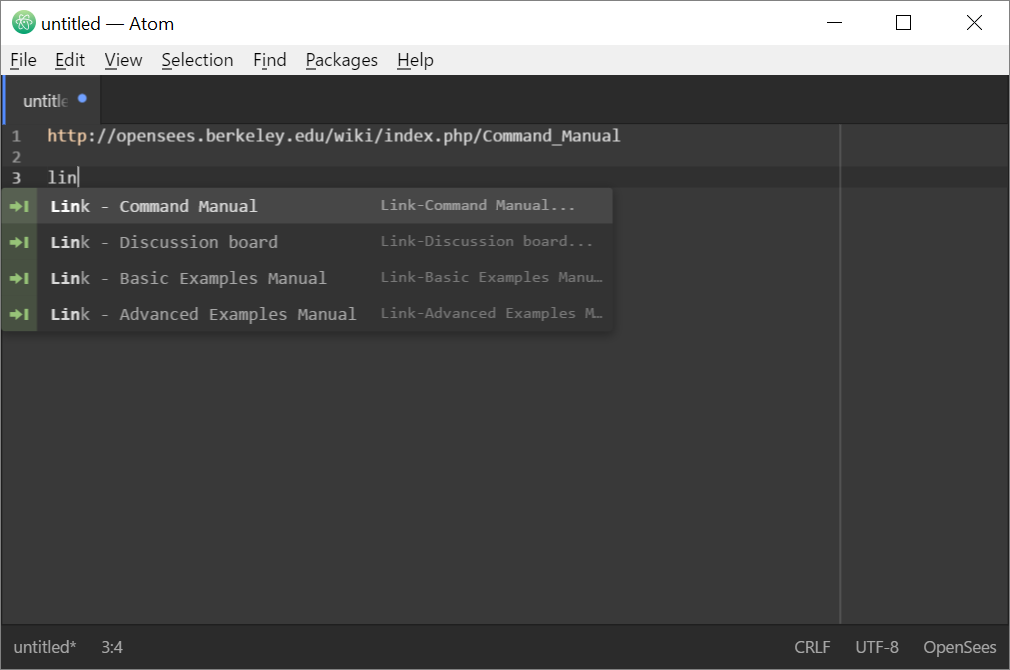 untitled — Atom
File Edit View Selection Find Packages Help
untitle
1 http://opensees.berkeley.edu/wiki/index.php/Command_Manual
2
3 lin
Link - Command Manual Link-Command Manual...
Link - Discussion board Link-Discussion board...
Link - Basic Examples Manual Link-Basic Examples Manu…
Link - Advanced Examples Manual Link-Advanced Examples M…
untitled* 3:4 CRLF UTF-8 OpenSees